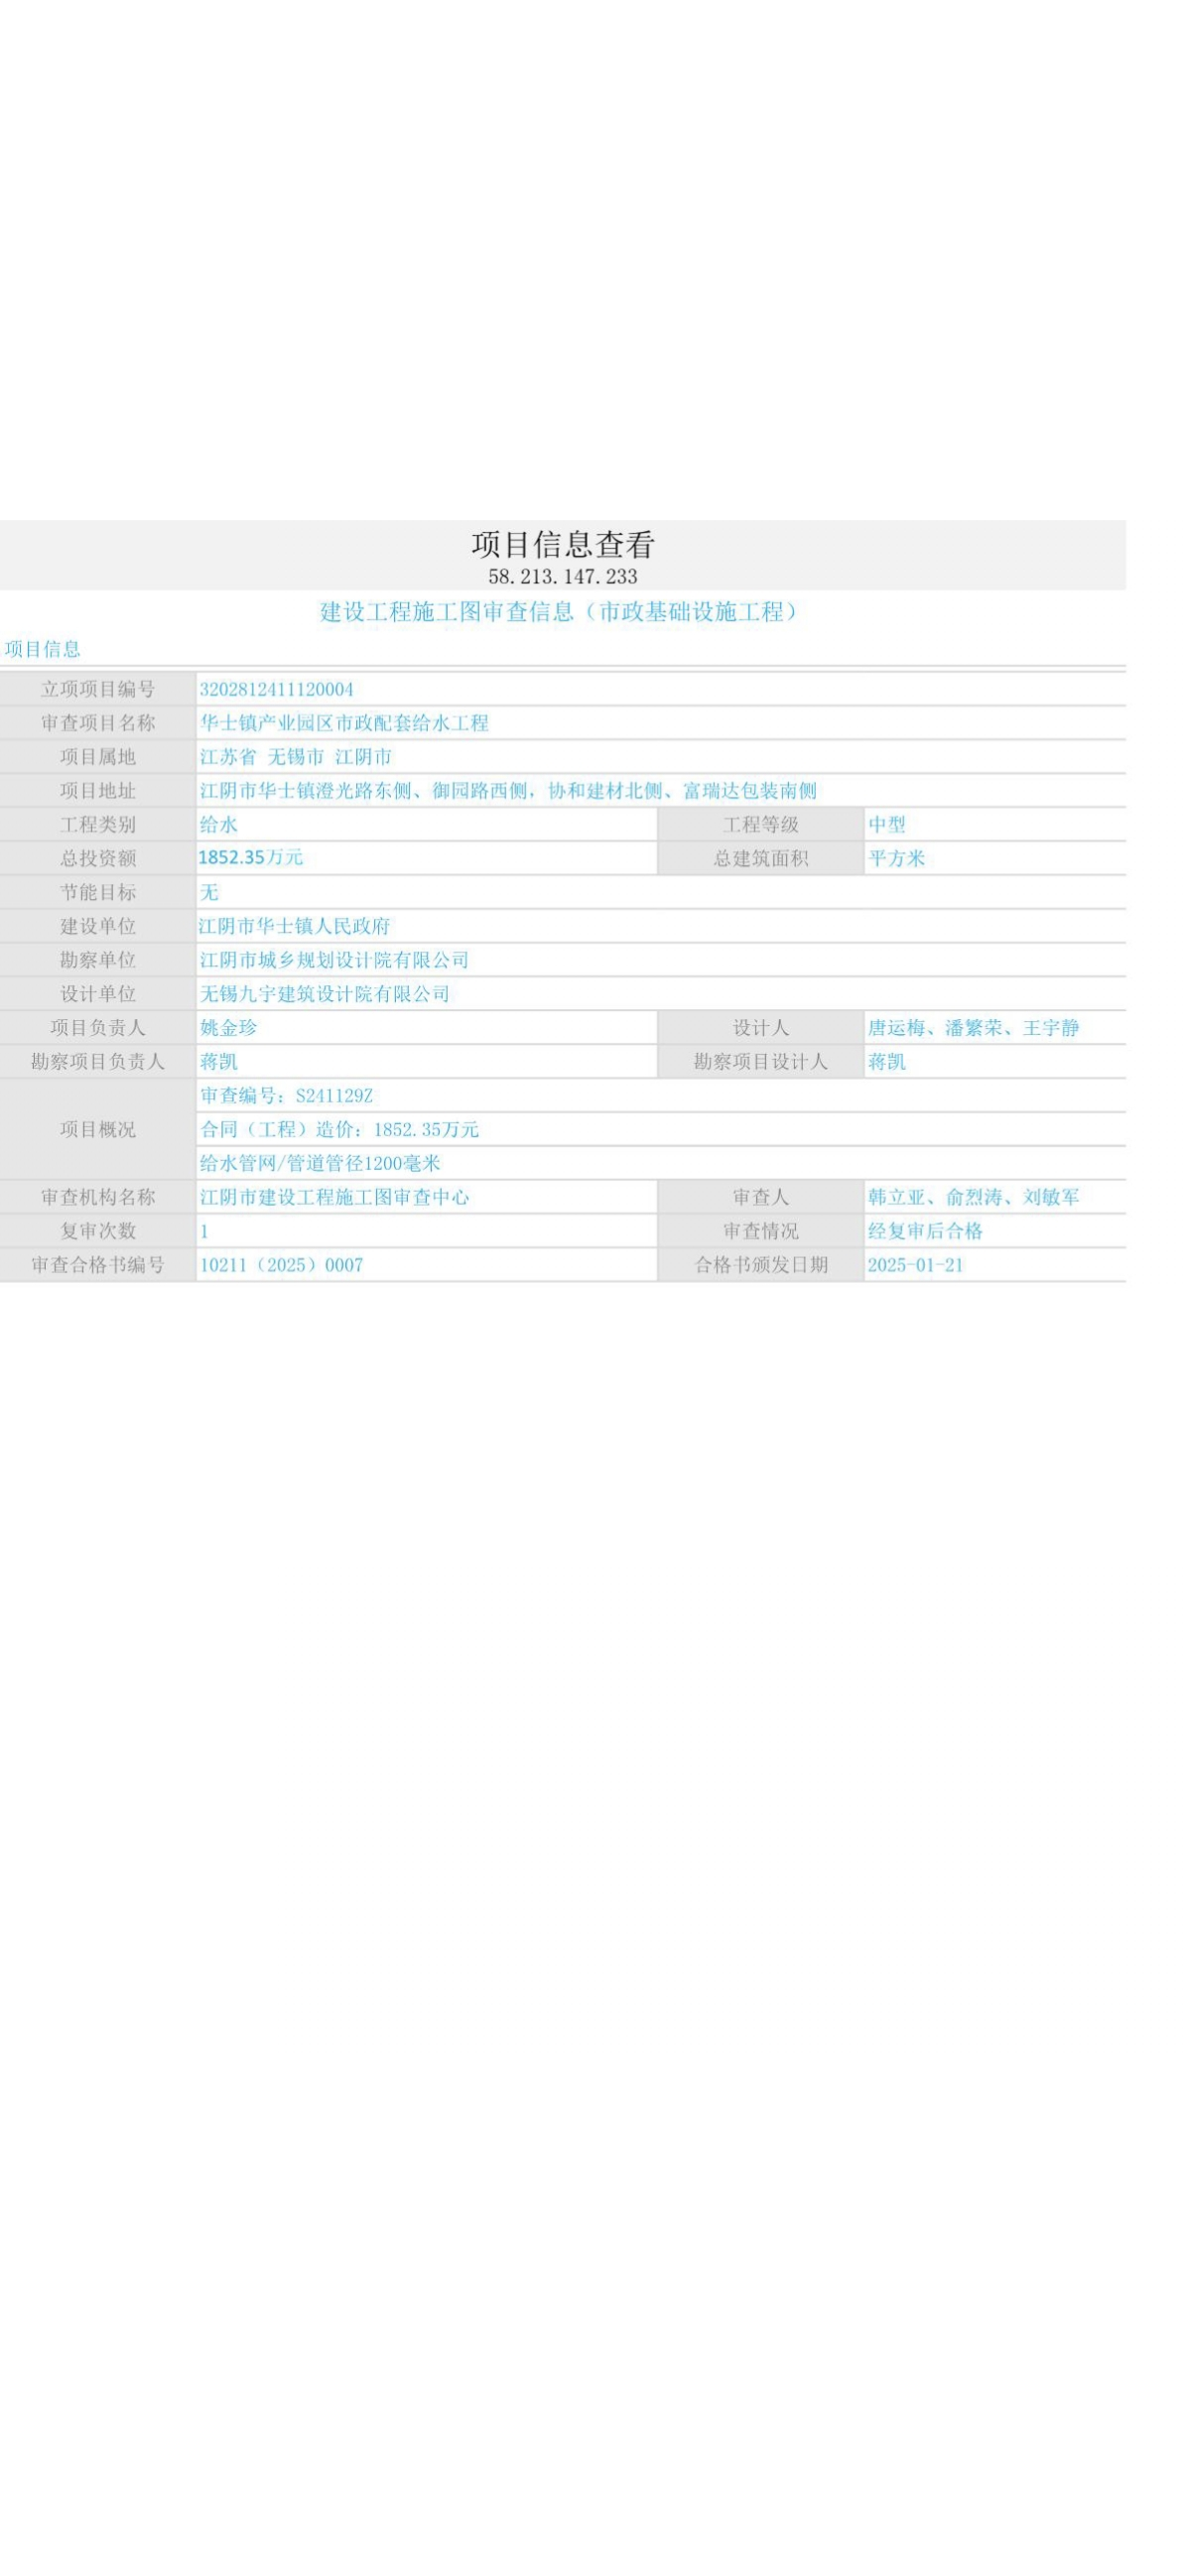 项目信息查看
58.213.147.233
建设工程施工图审查信息（市政基础设施工程）
项目信息
立项项目编号 3202812411120004
审查项目名称 华士镇产业园区市政配套给水工程
项目属地 江苏省 无锡市 江阴市
项目地址 江阴市华士镇澄光路东侧、御园路西侧，协和建材北侧、富瑞达包装南侧
工程类别 给水 工程等级 中型
总投资额 1852.35万元 总建筑面积 平方米
节能目标 无
建设单位 江阴市华士镇人民政府
勘察单位 江阴市城乡规划设计院有限公司
设计单位 无锡九宇建筑设计院有限公司
项目负责人 姚金珍 设计人 唐运梅、潘繁荣、王宇静
勘察项目负责人 蒋凯 勘察项目设计人 蒋凯
项目概况 审查编号：S241129Z
合同（工程）造价：1852.35万元
给水管网/管道管径1200毫米
审查机构名称 江阴市建设工程施工图审查中心 审查人 韩立亚、俞烈涛、刘敏军
复审次数 1 审查情况 经复审后合格
审查合格书编号 10211（2025）0007 合格书颁发日期 2025-01-21